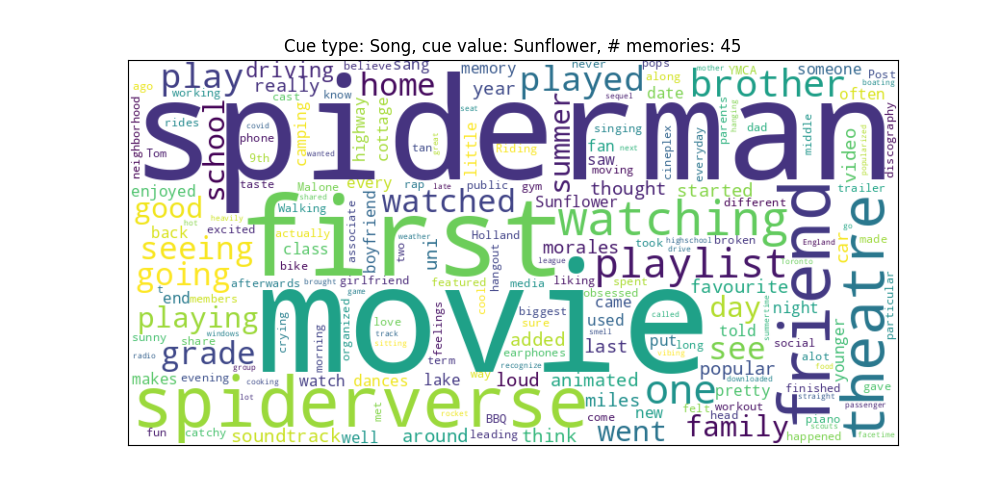 Cue type: Song, cue value: Sunflower, # memories: 45
ago play driving believe sang memory never pops along mother YMCA someone Post boating
working really home year played date brother often
neighborhood rides school cast know highway cottage little seat summer sequel singing cineplex everyday parents hanging dad middle video popularized discography
spiderman
Tom phone covid 9th camping wanted tan great Riding fan next saw moving
taste Malone every rap late public gym thought started different trailer
enjoyed shared watched Sunflower go
good Walking associate boyfriend two weather unil Holland hangout watching friend England made theatre
back excited actually class first morales took highschool drive broken car
seeing hot heavily bike girlfriend league liking playlist Toronto
going afterwards brought featured cool media obsessed spent favourite
t end members game movie came called day summertime night particular
playing crying morning organized love feelings biggest used told social younger
sunny share windows track sitting sure smell put long
radio grade group term added earphones last vibing see alot food
evening cooking recognize way popular downloaded finished straight gave passenger
makes watch dances lake loud animated pretty
spiderverse lot met rocket BBQ miles one felt workout piano
fun catchy come new head family scouts
soundtrack well around leading think went happened facetime